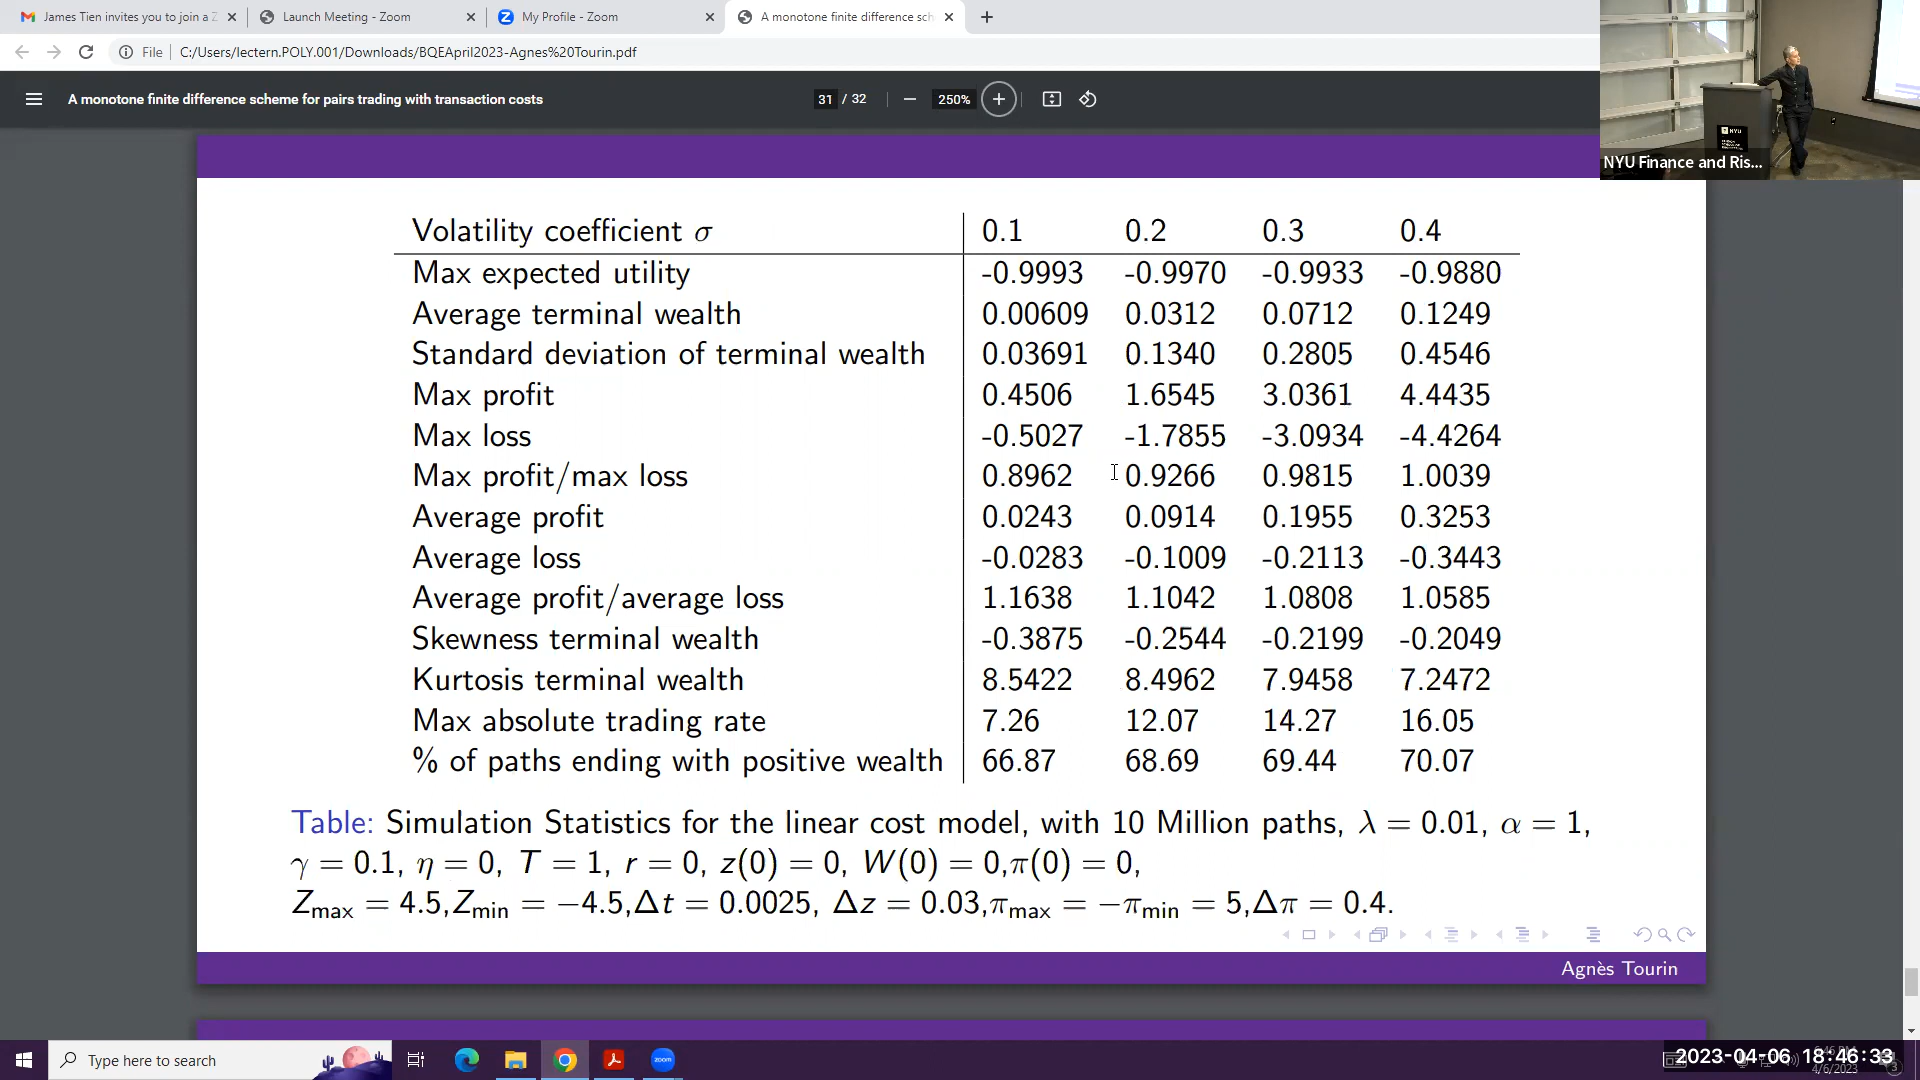 James Tien invites you to join a Z
Launch Meeting - Zoom
My Profile - Zoom
A monotone finite difference sch
File
C:/Users/lectern.POLY.001/Downloads/BQEApril2023-Agnes%20Tourin.pdf
A monotone finite difference scheme for pairs trading with transaction costs
31 / 32
250%
NYU
NYU Finance and Ris...
Volatility coefficient σ 0.1 0.2 0.3 0.4
Max expected utility -0.9993 -0.9970 -0.9933 -0.9880
Average terminal wealth 0.00609 0.0312 0.0712 0.1249
Standard deviation of terminal wealth 0.03691 0.1340 0.2805 0.4546
Max profit 0.4506 1.6545 3.0361 4.4435
Max loss -0.5027 -1.7855 -3.0934 -4.4264
Max profit/max loss 0.8962 0.9266 0.9815 1.0039
Average profit 0.0243 0.0914 0.1955 0.3253
Average loss -0.0283 -0.1009 -0.2113 -0.3443
Average profit/average loss 1.1638 1.1042 1.0808 1.0585
Skewness terminal wealth -0.3875 -0.2544 -0.2199 -0.2049
Kurtosis terminal wealth 8.5422 8.4962 7.9458 7.2472
Max absolute trading rate 7.26 12.07 14.27 16.05
% of paths ending with positive wealth 66.87 68.69 69.44 70.07
Table: Simulation Statistics for the linear cost model, with 10 Million paths, λ = 0.01, α = 1,
γ = 0.1, η = 0, T = 1, r = 0, z(0) = 0, W(0) = 0,π(0) = 0,
Zmax = 4.5,Zmin = −4.5,Δt = 0.0025, Δz = 0.03,πmax = −πmin = 5,Δπ = 0.4.
Agnès Tourin
Type here to search
zoom
2023-04-06 18:46:33
4/6/2023
3